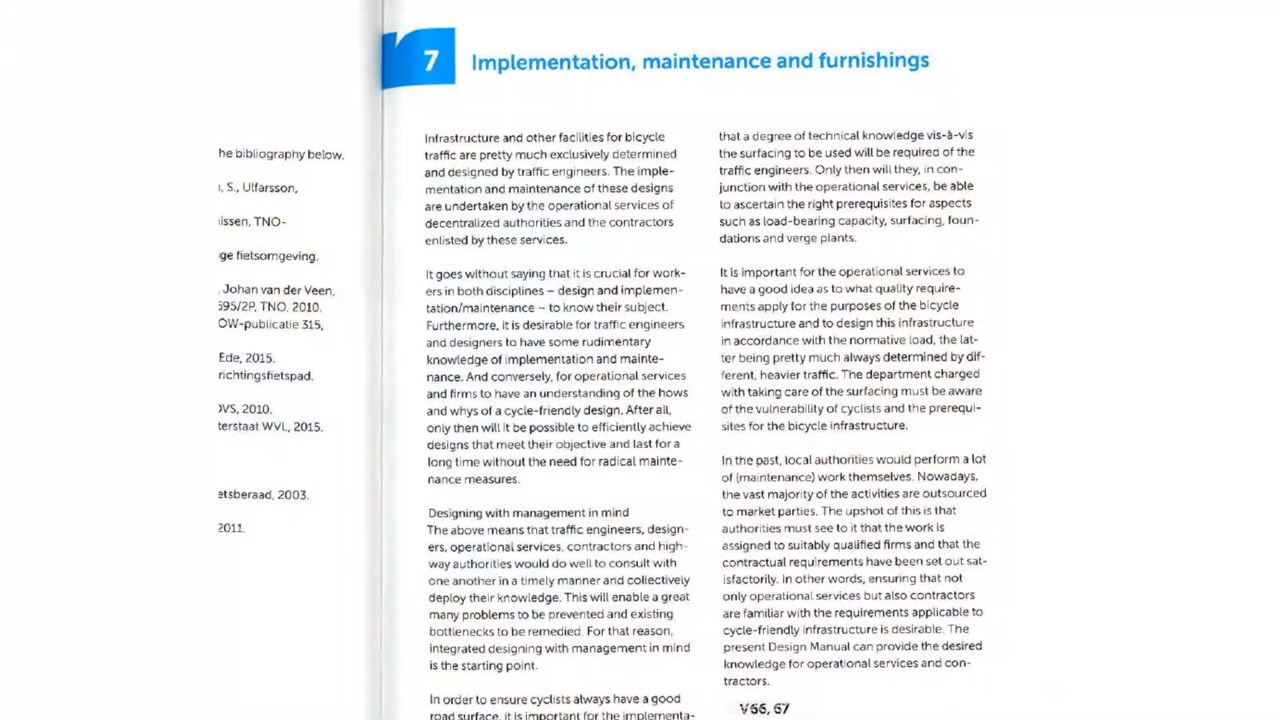 he bibliography below.
, S., Ulfarsson,
issen, TNO-
ge fietsomgeving.
, Johan van der Veen,
595/2P, TNO, 2010.
OW-publicatie 315,
Ede, 2015.
richtingsfietspad.
OVS, 2010.
terstaat WVL, 2015.
etsberaad, 2003.
2011.
7 Implementation, maintenance and furnishings
Infrastructure and other facilities for bicycle
traffic are pretty much exclusively determined
and designed by traffic engineers. The imple-
mentation and maintenance of these designs
are undertaken by the operational services of
decentralized authorities and the contractors
enlisted by these services.
It goes without saying that it is crucial for work-
ers in both disciplines – design and implemen-
tation/maintenance – to know their subject.
Furthermore, it is desirable for traffic engineers
and designers to have some rudimentary
knowledge of implementation and mainte-
nance. And conversely, for operational services
and firms to have an understanding of the hows
and whys of a cycle-friendly design. After all,
only then will it be possible to efficiently achieve
designs that meet their objective and last for a
long time without the need for radical mainte-
nance measures.
Designing with management in mind
The above means that traffic engineers, design-
ers, operational services, contractors and high-
way authorities would do well to consult with
one another in a timely manner and collectively
deploy their knowledge. This will enable a great
many problems to be prevented and existing
bottlenecks to be remedied. For that reason,
integrated designing with management in mind
is the starting point.
In order to ensure cyclists always have a good
road surface, it is important for the implementa-
that a degree of technical knowledge vis-à-vis
the surfacing to be used will be required of the
traffic engineers. Only then will they, in con-
junction with the operational services, be able
to ascertain the right prerequisites for aspects
such as load-bearing capacity, surfacing, foun-
dations and verge plants.
It is important for the operational services to
have a good idea as to what quality require-
ments apply for the purposes of the bicycle
infrastructure and to design this infrastructure
in accordance with the normative load, the lat-
ter being pretty much always determined by dif-
ferent, heavier traffic. The department charged
with taking care of the surfacing must be aware
of the vulnerability of cyclists and the prerequi-
sites for the bicycle infrastructure.
In the past, local authorities would perform a lot
of (maintenance) work themselves. Nowadays,
the vast majority of the activities are outsourced
to market parties. The upshot of this is that
authorities must see to it that the work is
assigned to suitably qualified firms and that the
contractual requirements have been set out sat-
isfactorily. In other words, ensuring that not
only operational services but also contractors
are familiar with the requirements applicable to
cycle-friendly infrastructure is desirable. The
present Design Manual can provide the desired
knowledge for operational services and con-
tractors.
V66, 67